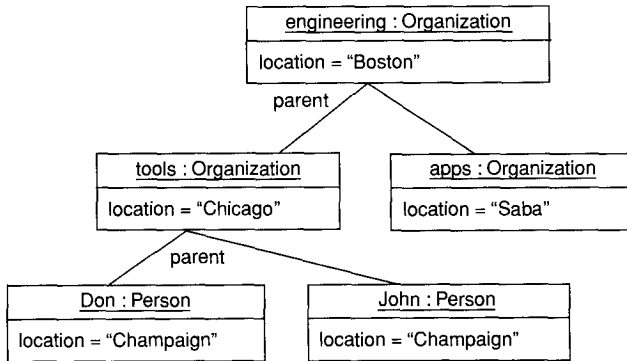 engineering : Organization
location = “Boston”
parent
tools : Organization
apps : Organization
location = “Chicago”
location = “Saba”
parent
Don : Person
John : Person
location = “Champaign”
location = “Champaign”